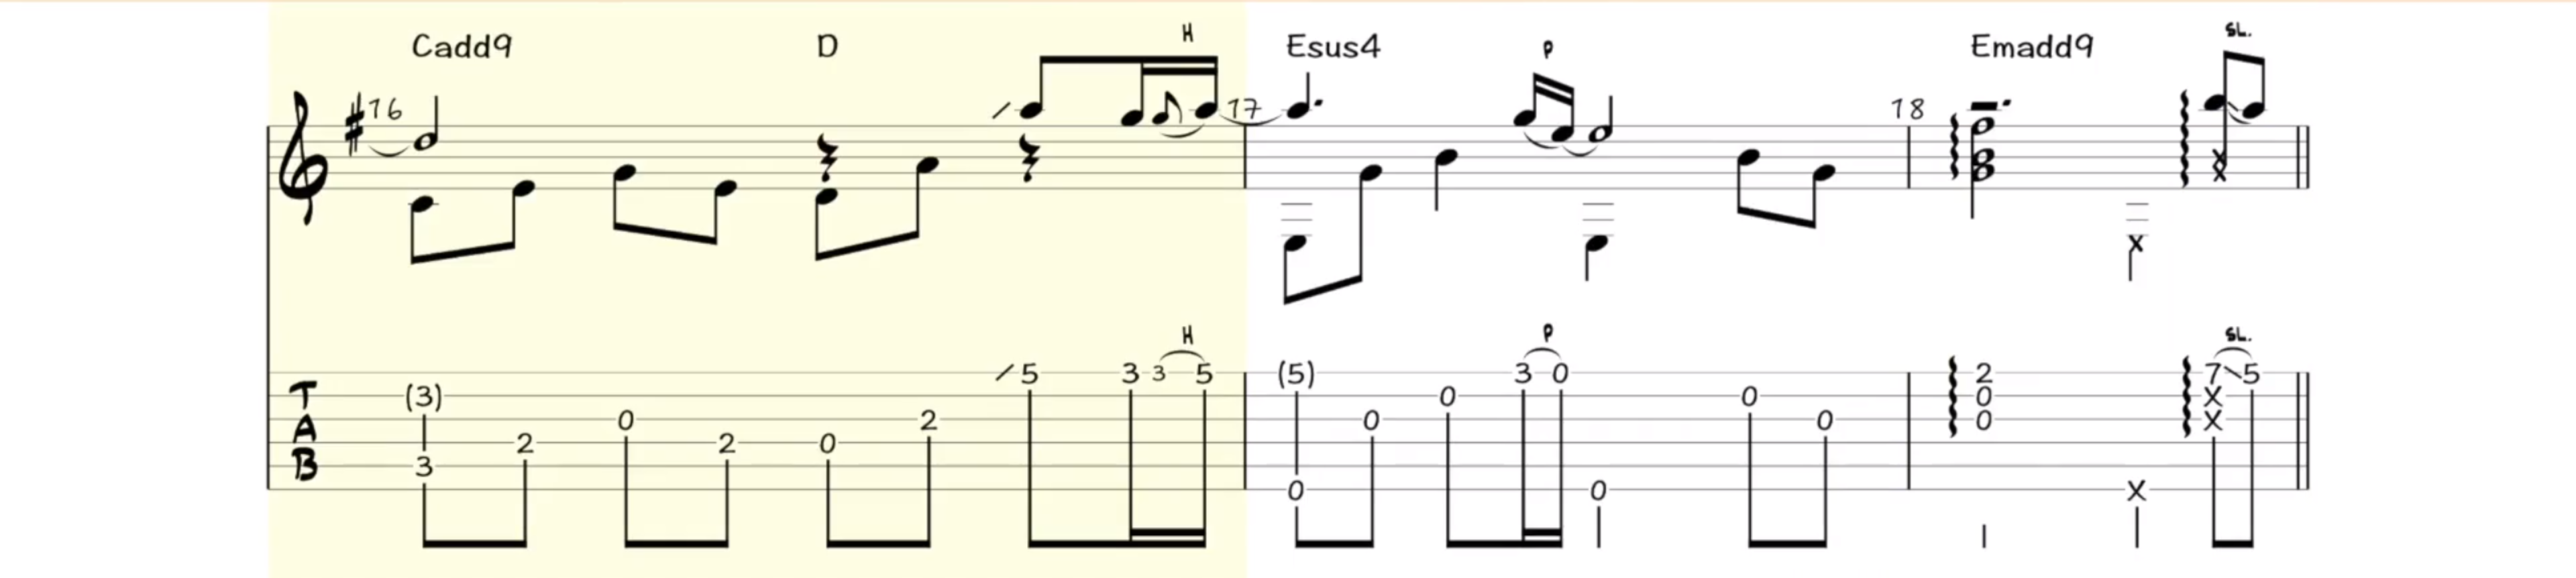 H SL.
Cadd9 D Esus4 P Emadd9
16 17 18
H P SL.
5 3 3 5 (5) 3 0 2 7 5
T (3) 0 0 0 X
A 0 2 0 0 0 X
2 2 0
B 3
0 0 X